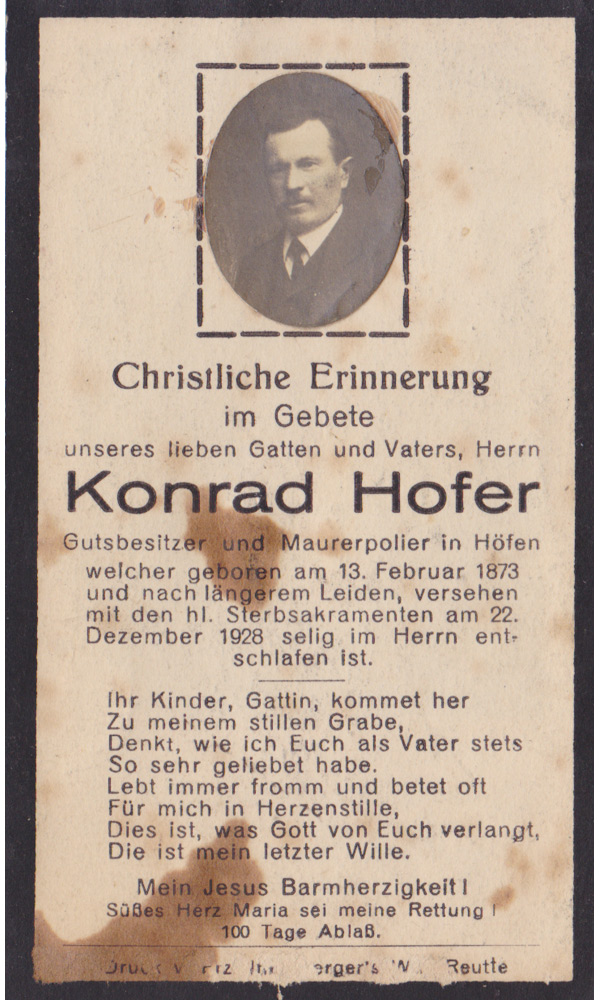 Christliche Erinnerung
im Gebete
unseres lieben Gatten und Vaters, Herrn
Konrad Hofer
Gutsbesitzer und Maurerpolier in Höfen
welcher geboren am 13. Februar 1873
und nach längerem Leiden, versehen
mit den hl. Sterbsakramenten am 22.
Dezember 1928 selig im Herrn ent-
schlafen ist.
Ihr Kinder, Gattin, kommet her
Zu meinem stillen Grabe,
Denkt, wie ich Euch als Vater stets
So sehr geliebet habe.
Lebt immer fromm und betet oft
Für mich in Herzenstille,
Dies ist, was Gott von Euch verlangt,
Die ist mein letzter Wille.
Mein Jesus Barmherzigkeit!
Süßes Herz Maria sei meine Rettung!
100 Tage Ablaß.
Druck Reutte